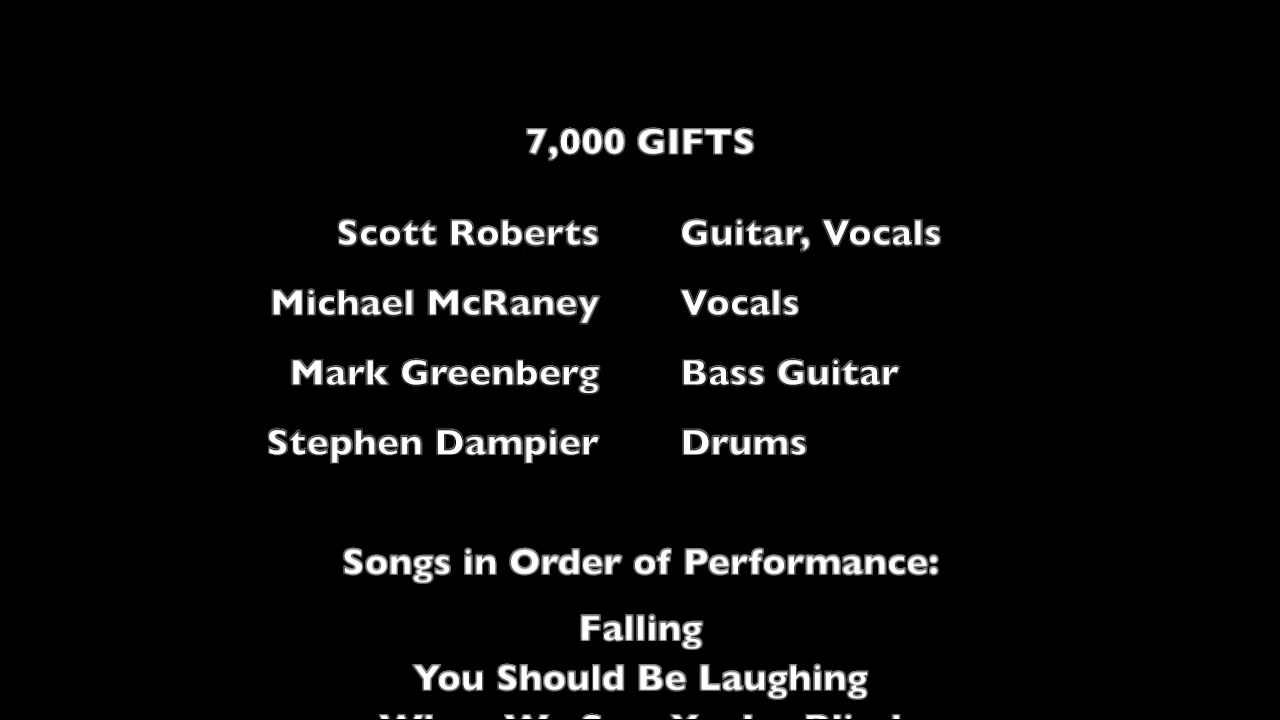 7,000 GIFTS
Scott Roberts Guitar, Vocals
Michael McRaney Vocals
Mark Greenberg Bass Guitar
Stephen Dampier Drums
Songs in Order of Performance:
Falling
You Should Be Laughing